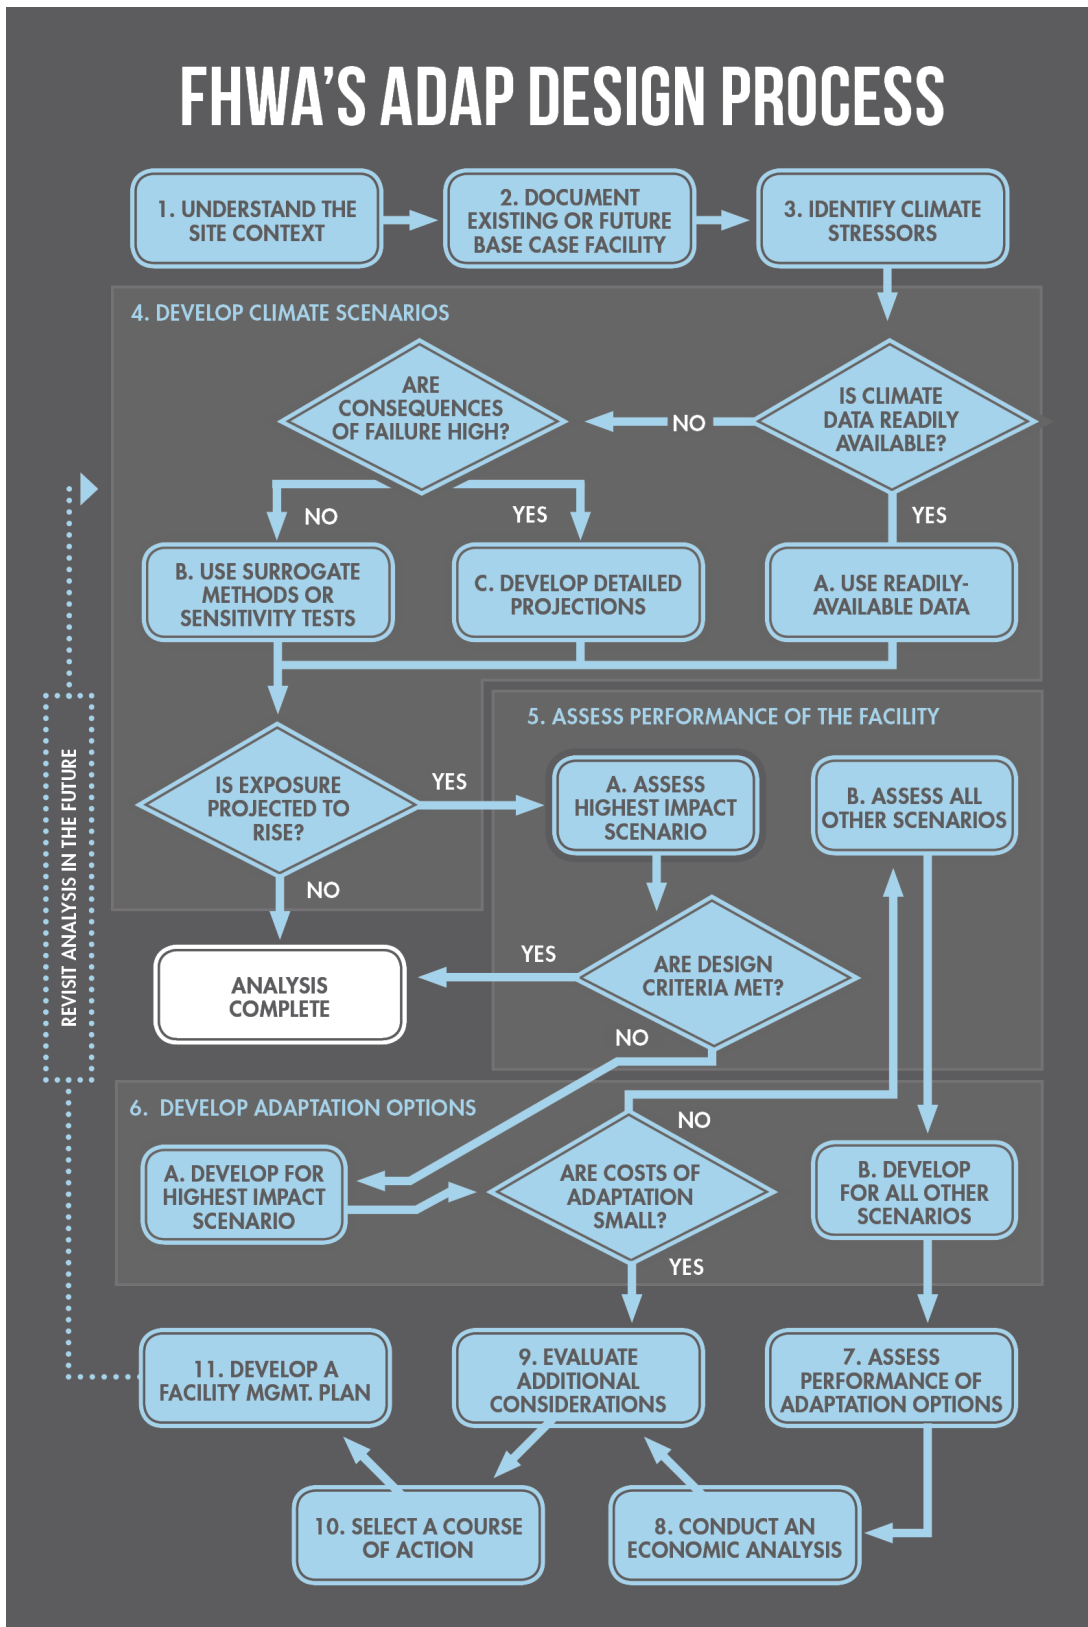 FHWA'S ADAP DESIGN PROCESS
1. UNDERSTAND THE
SITE CONTEXT
2. DOCUMENT
EXISTING OR FUTURE
BASE CASE FACILITY
3. IDENTIFY CLIMATE
STRESSORS
4. DEVELOP CLIMATE SCENARIOS
IS CLIMATE
DATA READILY
AVAILABLE?
NO
ARE
CONSEQUENCES
OF FAILURE HIGH?
NO
YES
YES
B. USE SURROGATE
METHODS OR
SENSITIVITY TESTS
C. DEVELOP DETAILED
PROJECTIONS
A. USE READILY-
AVAILABLE DATA
IS EXPOSURE
PROJECTED TO
RISE?
YES
NO
5. ASSESS PERFORMANCE OF THE FACILITY
A. ASSESS
HIGHEST IMPACT
SCENARIO
B. ASSESS ALL
OTHER SCENARIOS
ARE DESIGN
CRITERIA MET?
YES
NO
ANALYSIS
COMPLETE
REVISIT ANALYSIS IN THE FUTURE
6. DEVELOP ADAPTATION OPTIONS
A. DEVELOP FOR
HIGHEST IMPACT
SCENARIO
ARE COSTS OF
ADAPTATION
SMALL?
NO
YES
B. DEVELOP
FOR ALL OTHER
SCENARIOS
7. ASSESS
PERFORMANCE OF
ADAPTATION OPTIONS
8. CONDUCT AN
ECONOMIC ANALYSIS
9. EVALUATE
ADDITIONAL
CONSIDERATIONS
10. SELECT A COURSE
OF ACTION
11. DEVELOP A
FACILITY MGMT. PLAN